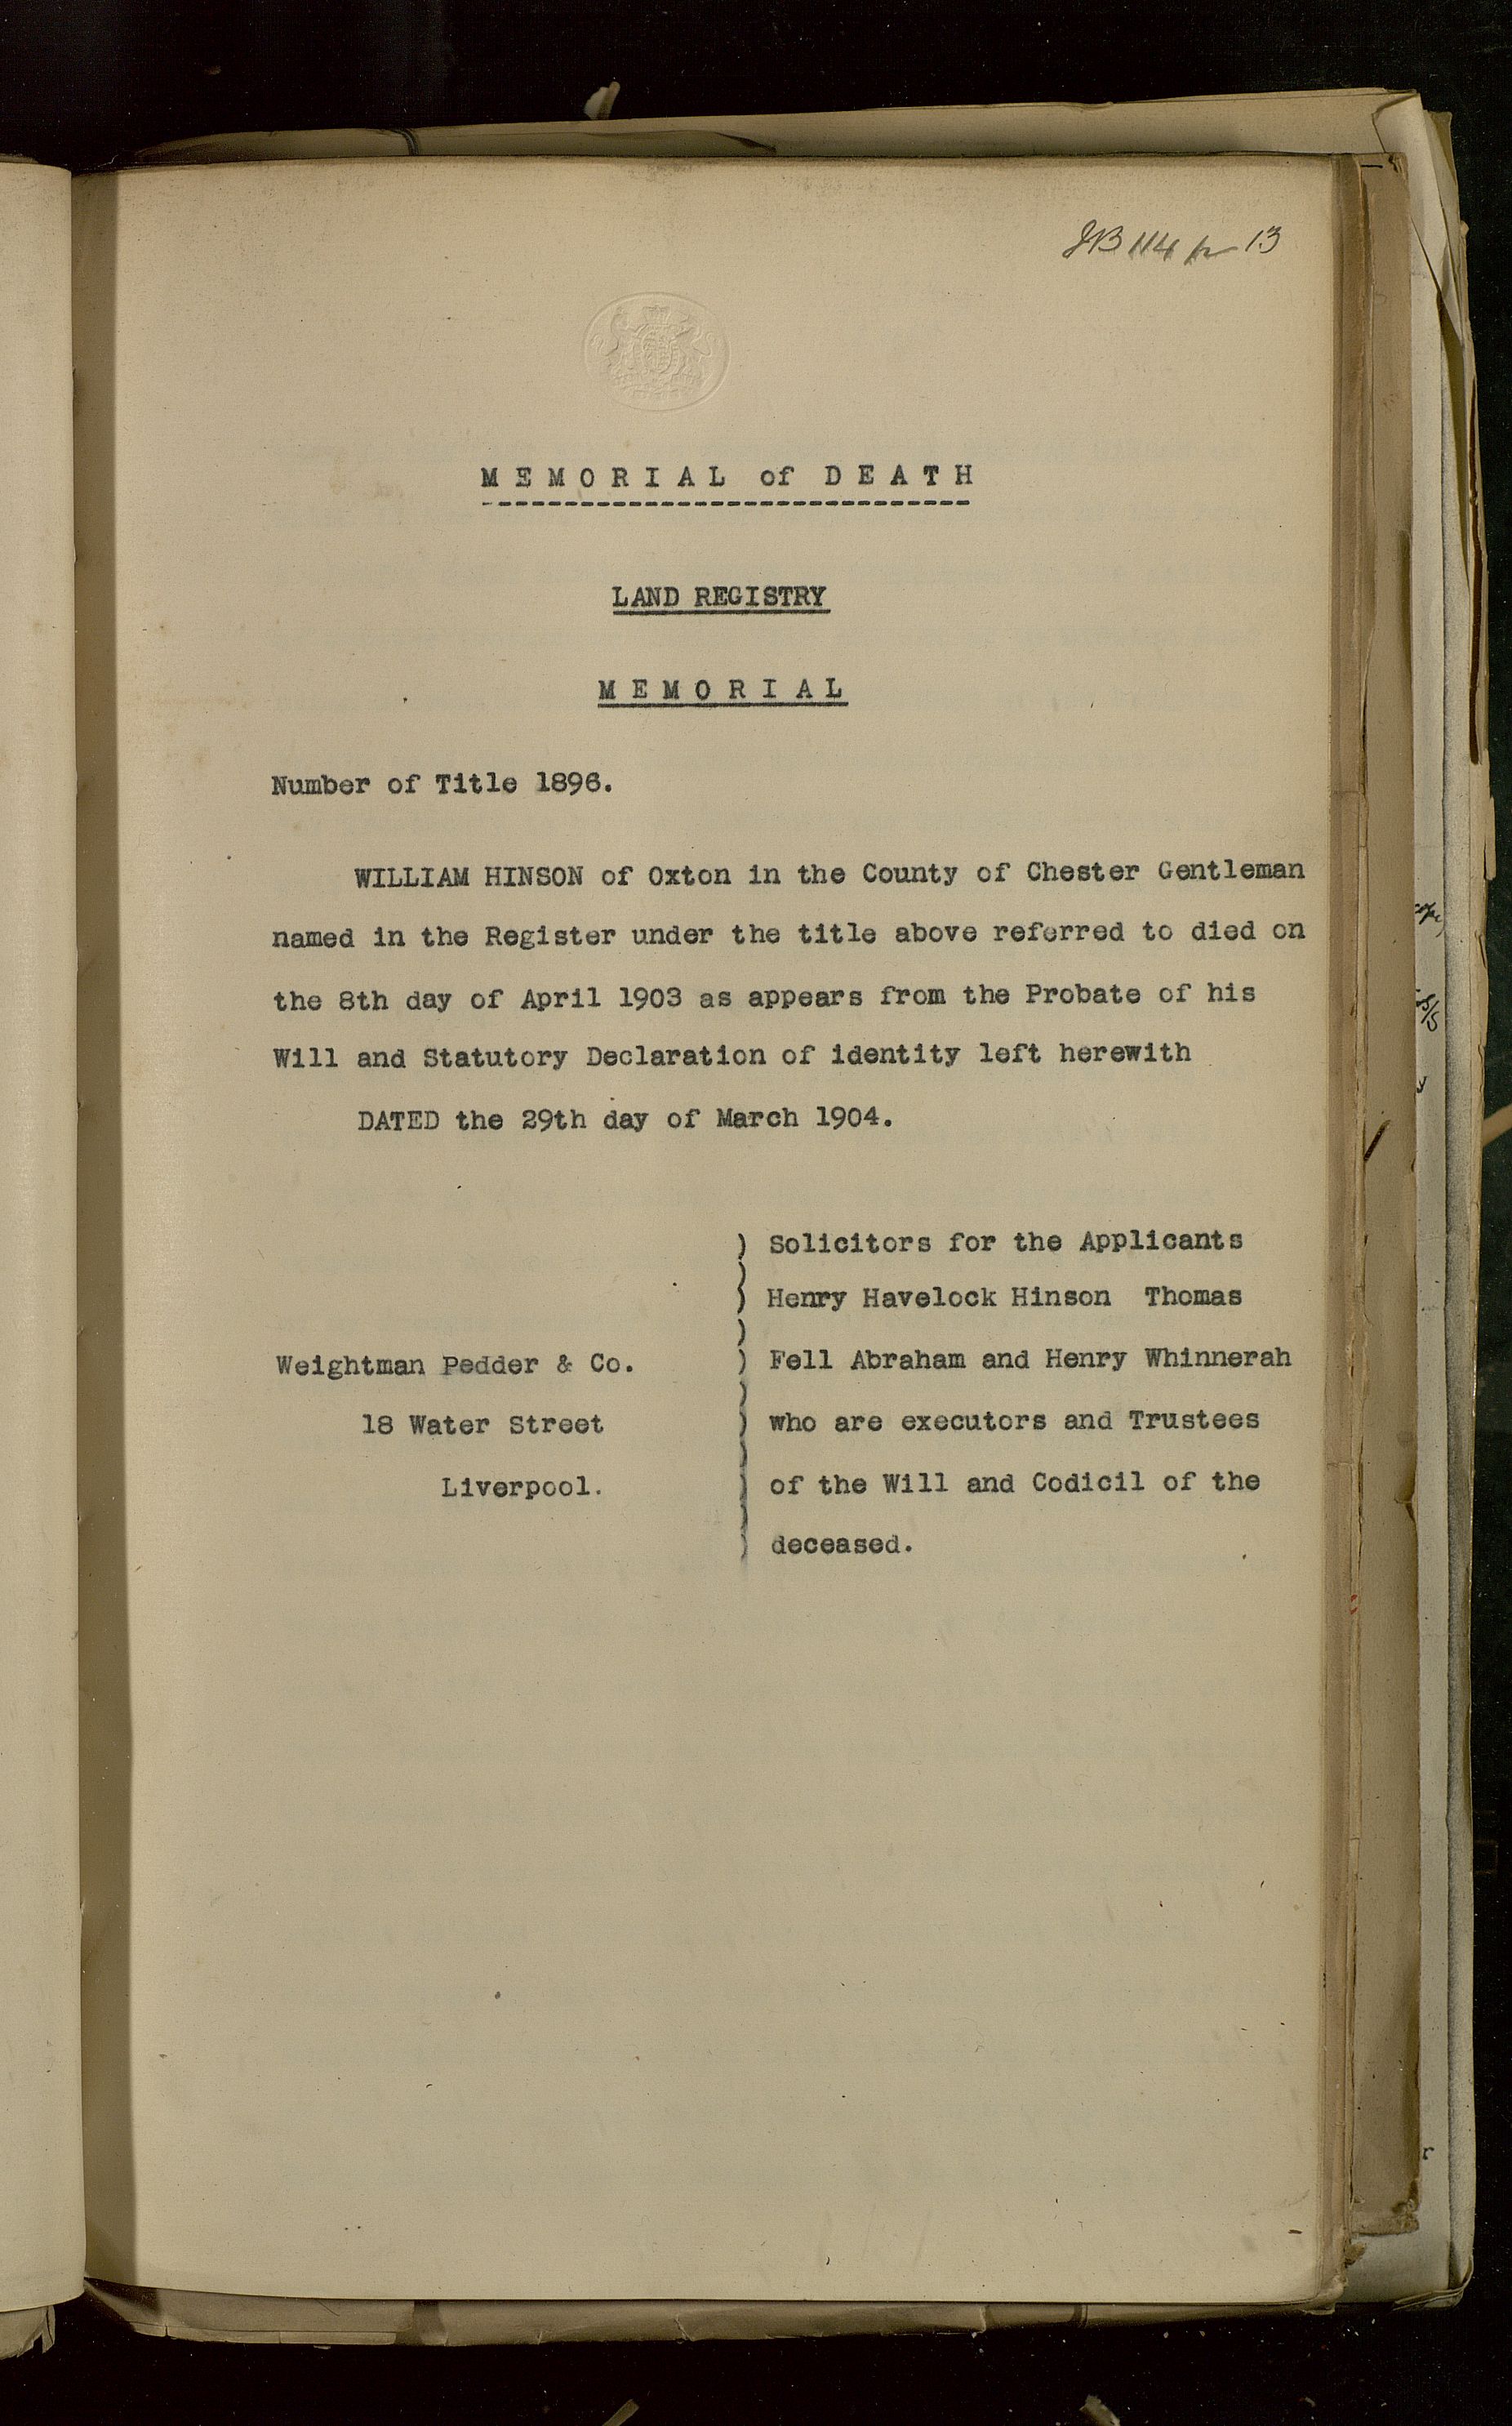 JB 114 p 13
MEMORIAL of DEATH
LAND REGISTRY
MEMORIAL
Number of Title 1896.
WILLIAM HINSON of Oxton in the County of Chester Gentleman
named in the Register under the title above referred to died on
the 8th day of April 1903 as appears from the Probate of his
Will and Statutory Declaration of identity left herewith
DATED the 29th day of March 1904.
Weightman Pedder & Co.
18 Water Street
Liverpool.
) Solicitors for the Applicants
) Henry Havelock Hinson Thomas
) Fell Abraham and Henry Whinnerah
) who are executors and Trustees
) of the Will and Codicil of the
) deceased.